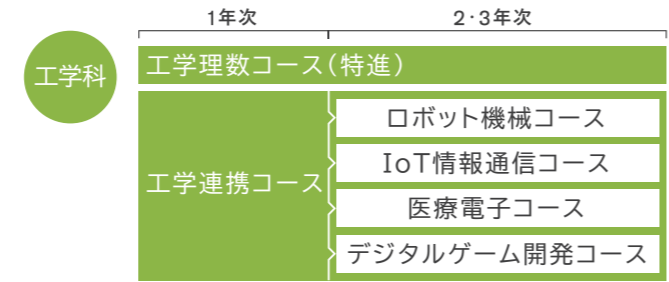 1年次
2･3年次
工学科
工学理数コース(特進)
工学連携コース
ロボット機械コース
IoT情報通信コース
医療電子コース
デジタルゲーム開発コース